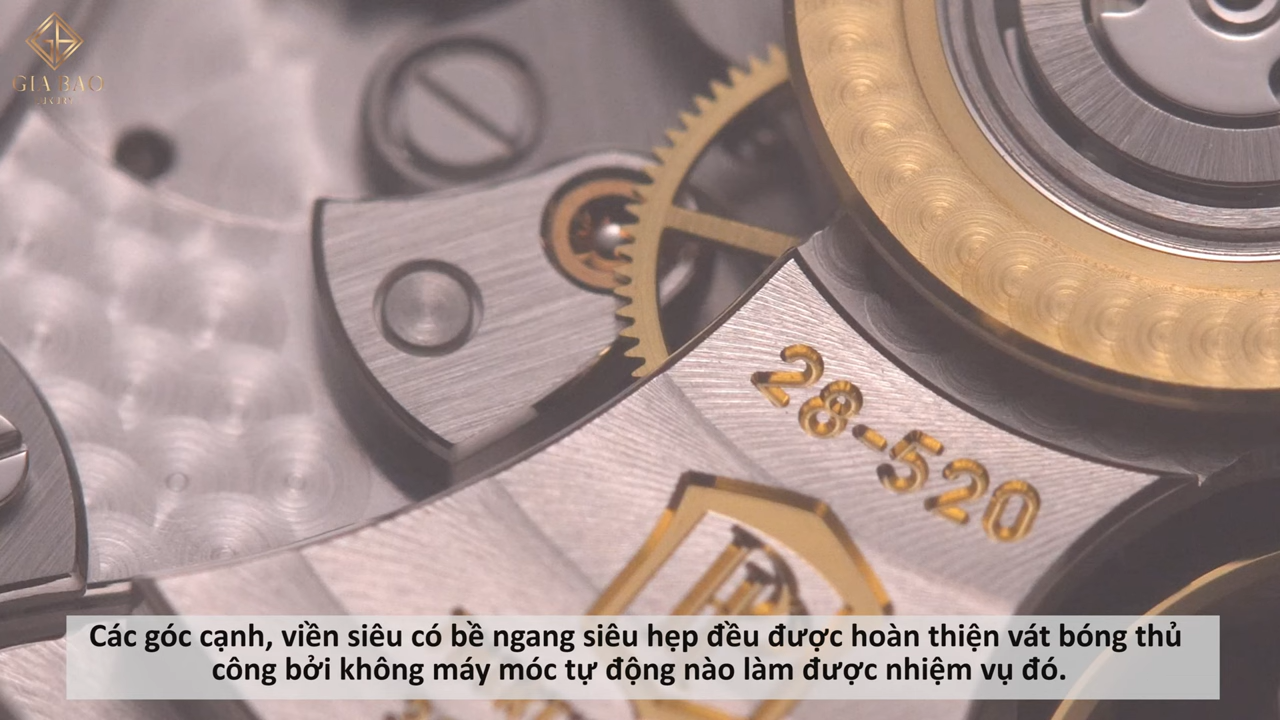 GIA BAO
28-520
Các góc cạnh, viền siêu có bề ngang siêu hẹp đều được hoàn thiện vát bóng thủ
công bởi không máy móc tự động nào làm được nhiệm vụ đó.